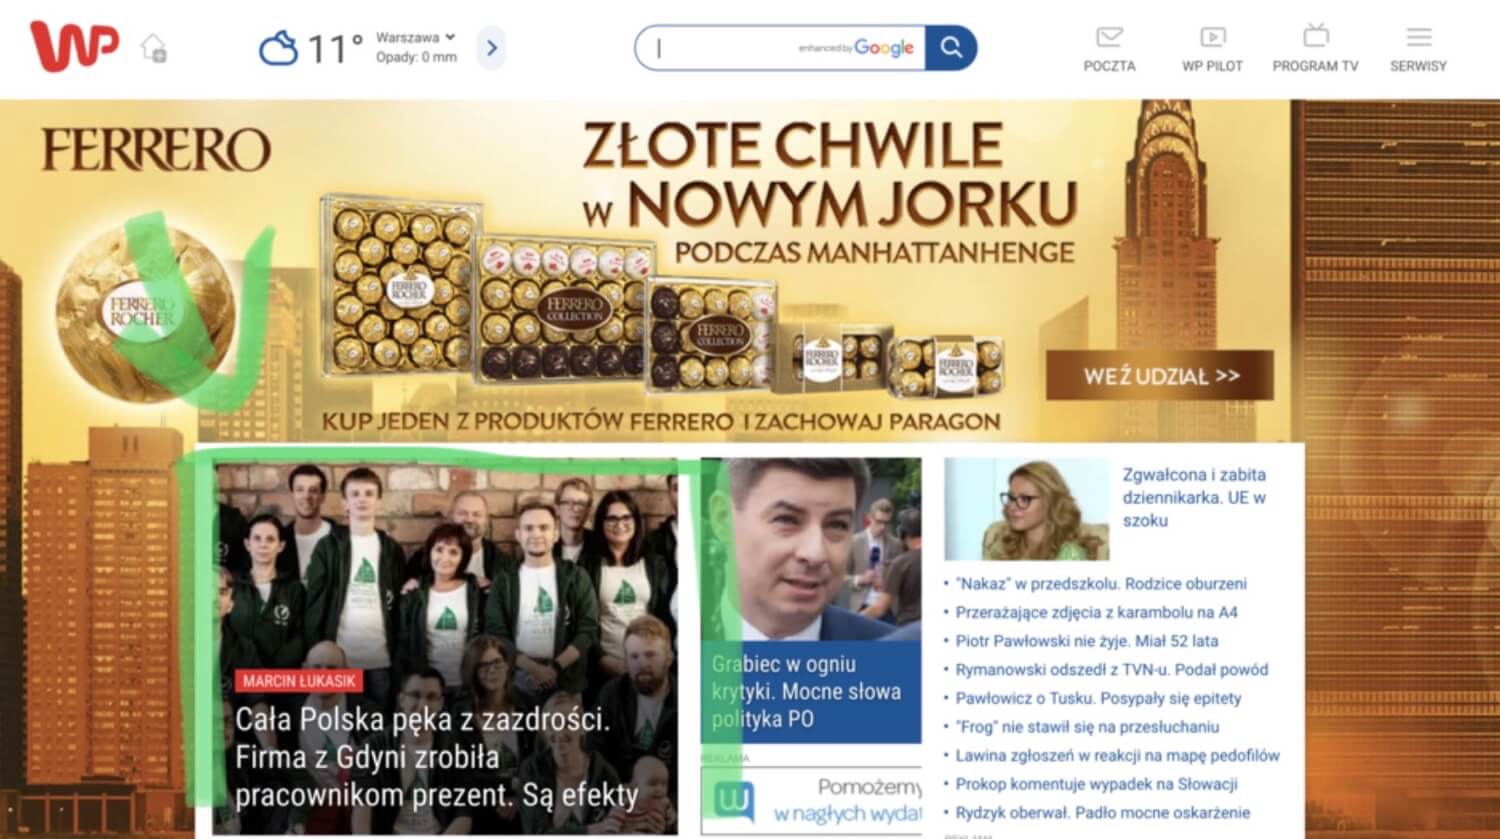 WP
11°
Warszawa
Opady: 0 mm
enhanced by Google
POCZTA
WP PILOT
PROGRAM TV
SERWISY
FERRERO
ZŁOTE CHWILE
w NOWYM JORKU
PODCZAS MANHATTANHENGE
FERRERO
ROCHER
FERRERO
ROCHER
FERRERO
COLLECTION
FERRERO
COLLECTION
FERRERO
ROCHER
FERRERO
ROCHER
WEŹ UDZIAŁ >>
KUP JEDEN Z PRODUKTÓW FERRERO I ZACHOWAJ PARAGON
MARCIN ŁUKASIK
Cała Polska pęka z zazdrości.
Firma z Gdyni zrobiła
pracownikom prezent. Są efekty
Grabiec w ogniu
krytyki. Mocne słowa
polityka PO
REKLAMA
Pomożemy
w nagłych wydat
Zgwałcona i zabita
dziennikarka. UE w
szoku
• "Nakaz" w przedszkolu. Rodzice oburzeni
• Przerażające zdjęcia z karambolu na A4
• Piotr Pawłowski nie żyje. Miał 52 lata
• Rymanowski odszedł z TVN-u. Podał powód
• Pawłowicz o Tusku. Posypały się epitety
• "Frog" nie stawił się na przesłuchaniu
• Lawina zgłoszeń w reakcji na mapę pedofilów
• Prokop komentuje wypadek na Słowacji
• Rydzyk oberwał. Padło mocne oskarżenie